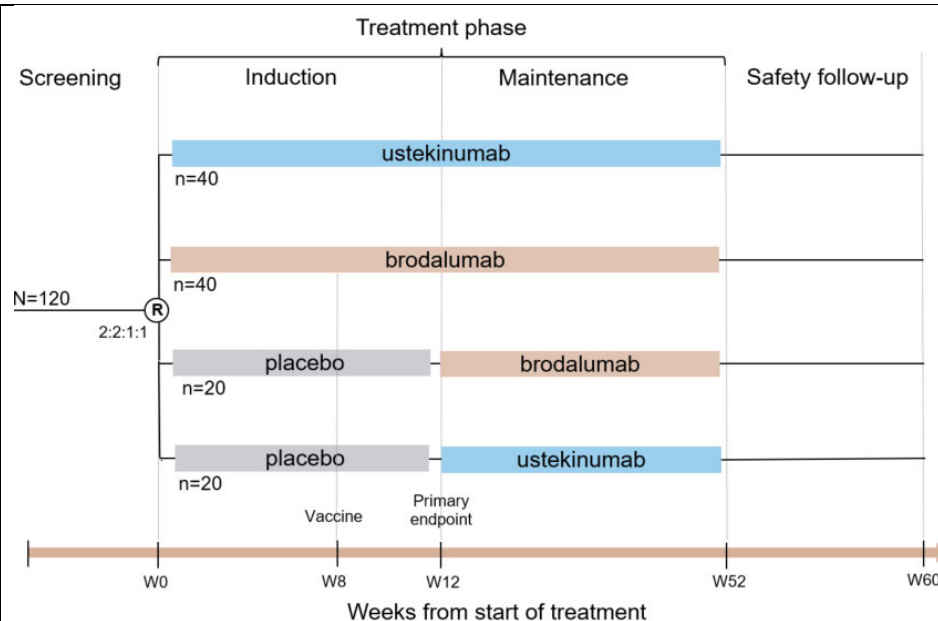 Treatment phase
Screening
Induction
Maintenance
Safety follow-up
ustekinumab
n=40
brodalumab
n=40
N=120
R
2:2:1:1
placebo
brodalumab
n=20
placebo
ustekinumab
n=20
Vaccine
Primary
endpoint
W0
W8
W12
W52
W60
Weeks from start of treatment